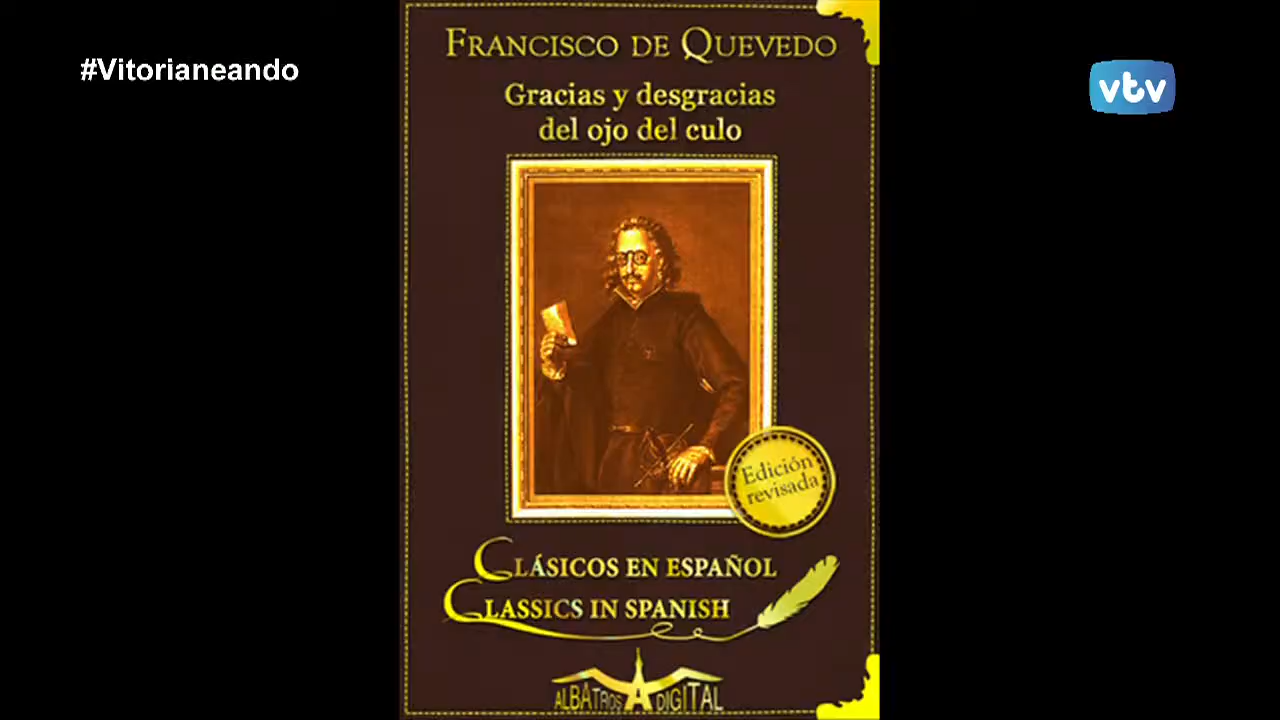 #Vitorianeando
vtv
FRANCISCO DE QUEVEDO
Gracias y desgracias
del ojo del culo
Edición
revisada
CLÁSICOS EN ESPAÑOL
CLASSICS IN SPANISH
ALBATROS DIGITAL